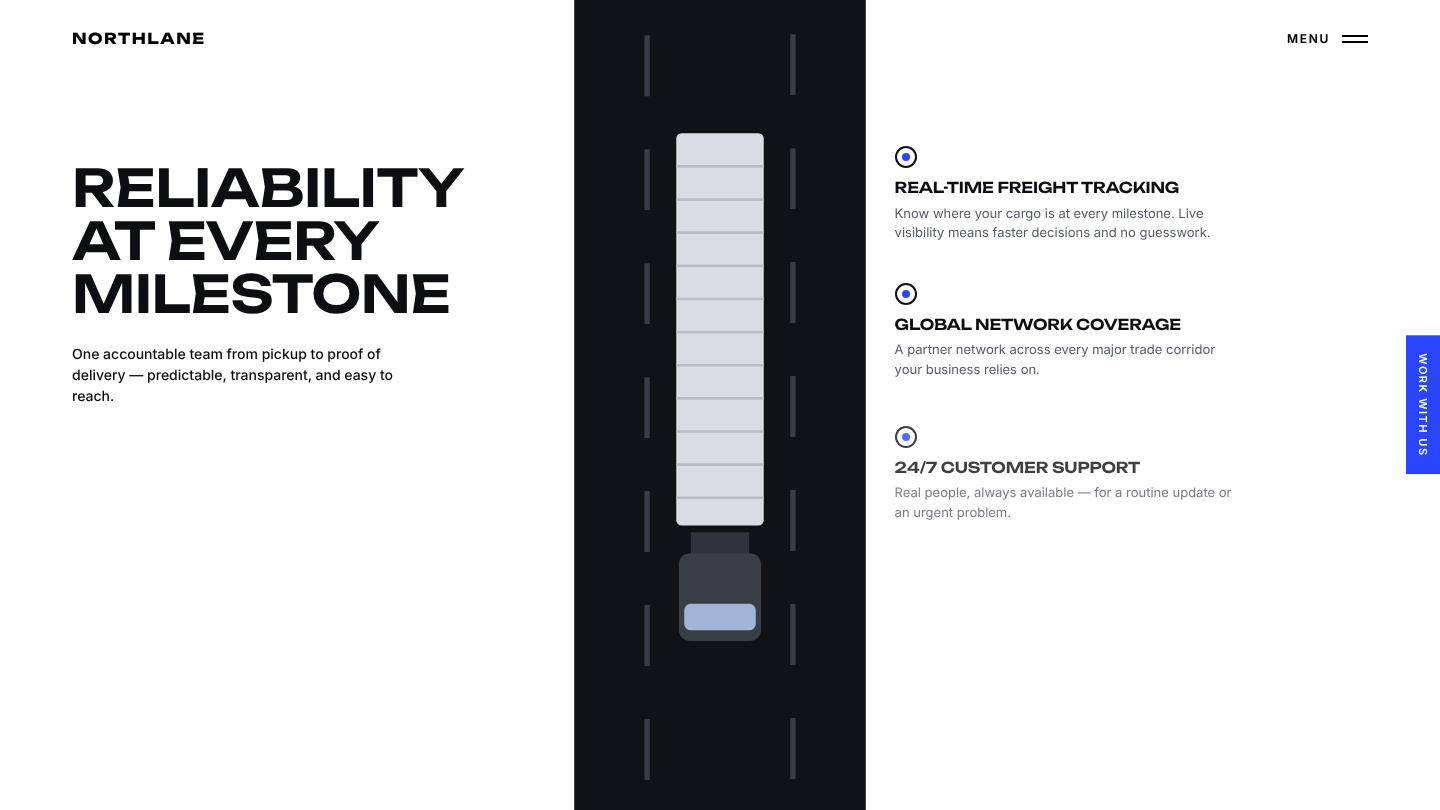 NORTHLANE
MENU
RELIABILITY
AT EVERY
MILESTONE
One accountable team from pickup to proof of
delivery — predictable, transparent, and easy to
reach.
REAL-TIME FREIGHT TRACKING
Know where your cargo is at every milestone. Live
visibility means faster decisions and no guesswork.
GLOBAL NETWORK COVERAGE
A partner network across every major trade corridor
your business relies on.
24/7 CUSTOMER SUPPORT
Real people, always available — for a routine update or
an urgent problem.
WORK WITH US